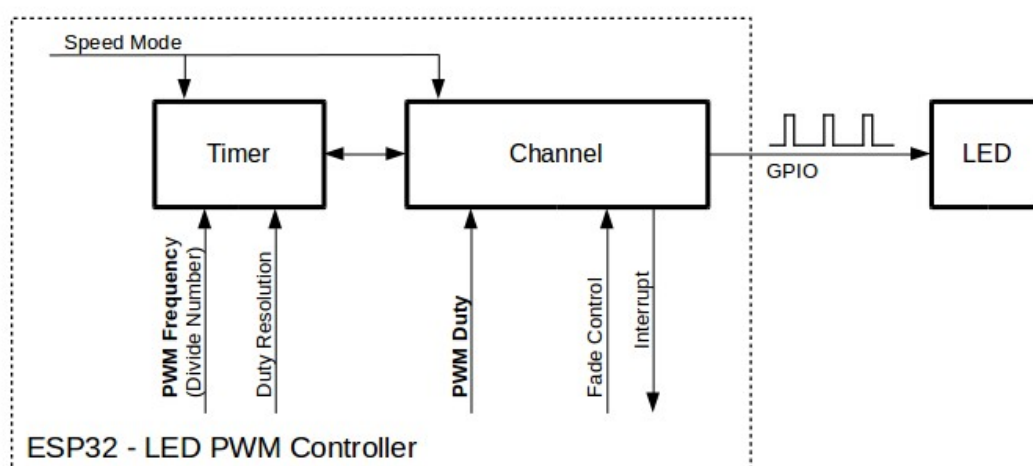 Speed Mode
Timer
Channel
GPIO
LED
PWM Frequency
(Divide Number)
Duty Resolution
PWM Duty
Fade Control
Interrupt
ESP32 - LED PWM Controller